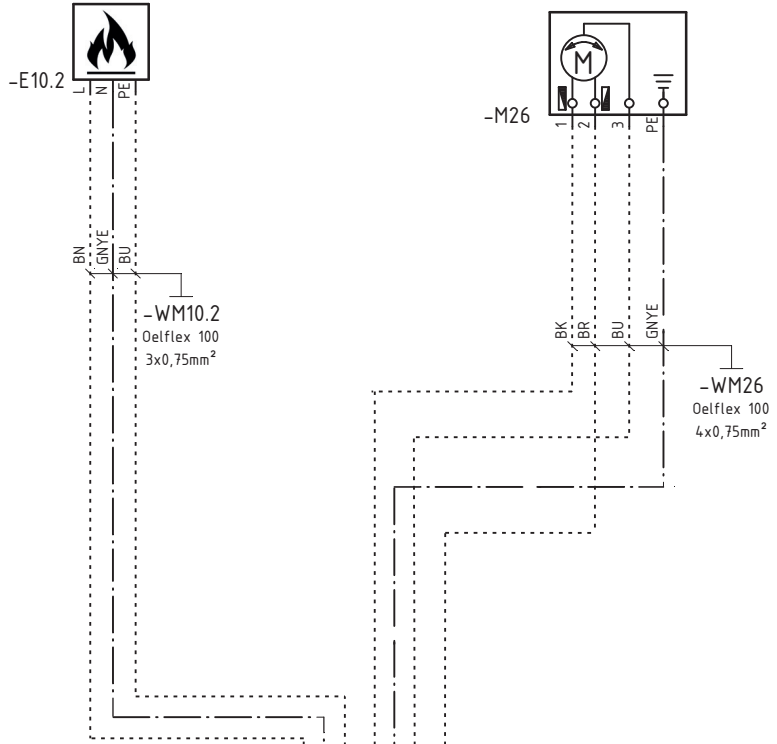 -E10.2
L
N
PE
M
-M26
1
2
3
PE
BN
GNYE
BU
-WM10.2
Oelflex 100
3x0,75mm²
BK
BR
BU
GNYE
-WM26
Oelflex 100
4x0,75mm²